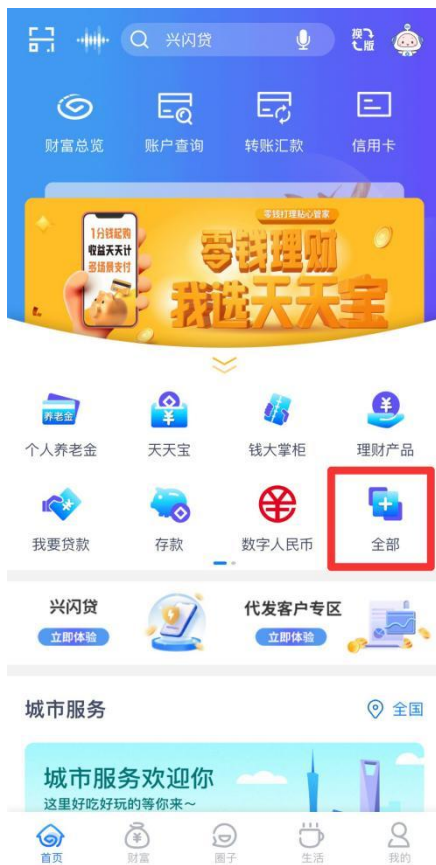 兴闪贷
换
版
财富总览
账户查询
转账汇款
信用卡
零钱打理贴心管家
1分钱起购
收益天天计
多场景支付
零钱理财
我选天天宝
养老金
个人养老金
天天宝
钱大掌柜
理财产品
我要贷款
存款
数字人民币
全部
兴闪贷
立即体验
代发客户专区
立即体验
城市服务
全国
城市服务欢迎你
这里好吃好玩的等你来~
首页
财富
圈子
生活
我的